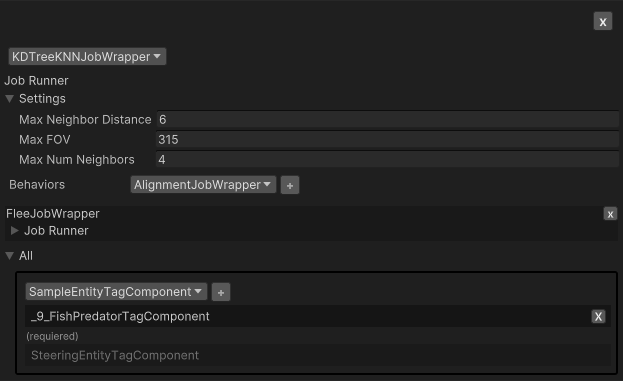 X
KDTreeKNNJobWrapper
Job Runner
Settings
Max Neighbor Distance 6
Max FOV 315
Max Num Neighbors 4
Behaviors AlignmentJobWrapper +
FleeJobWrapper x
Job Runner
All
SampleEntityTagComponent +
_9_FishPredatorTagComponent X
(requiered)
SteeringEntityTagComponent